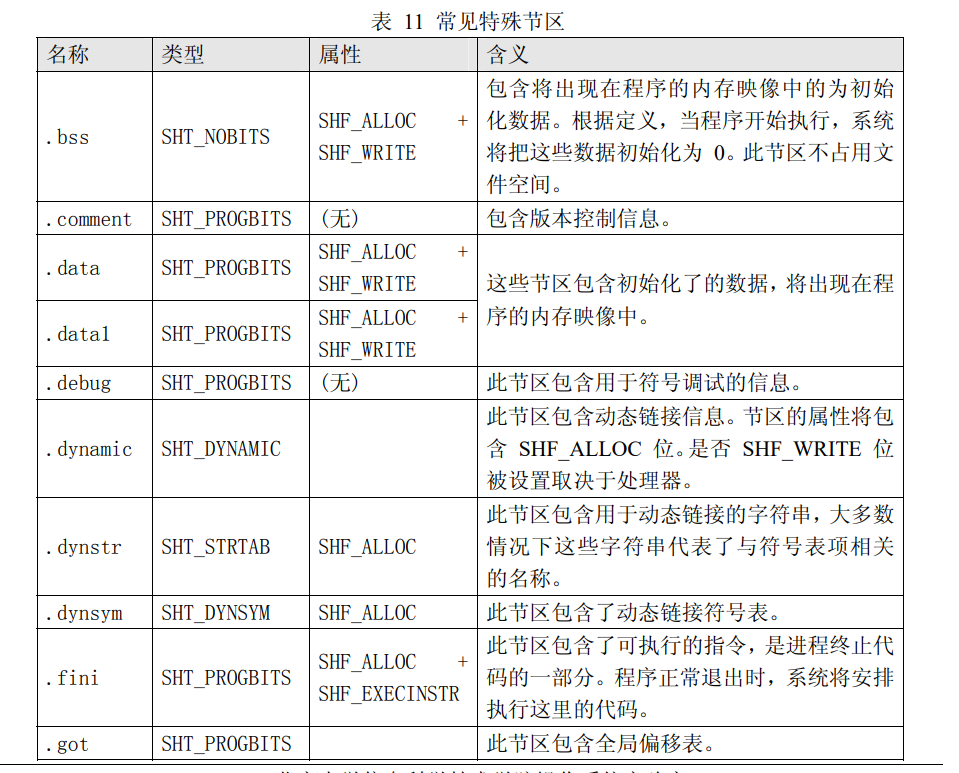 表 11 常见特殊节区
名称 类型 属性 含义
.bss SHT_NOBITS SHF_ALLOC + SHF_WRITE
包含将出现在程序的内存映像中的为初始
化数据。根据定义，当程序开始执行，系统
将把这些数据初始化为 0。此节区不占用文
件空间。
.comment SHT_PROGBITS (无) 包含版本控制信息。
.data SHT_PROGBITS SHF_ALLOC +
SHF_WRITE
.data1 SHT_PROGBITS SHF_ALLOC +
SHF_WRITE
这些节区包含初始化了的数据，将出现在程
序的内存映像中。
.debug SHT_PROGBITS (无) 此节区包含用于符号调试的信息。
.dynamic SHT_DYNAMIC
此节区包含动态链接信息。节区的属性将包
含 SHF_ALLOC 位。是否 SHF_WRITE 位
被设置取决于处理器。
.dynstr SHT_STRTAB SHF_ALLOC
此节区包含用于动态链接的字符串，大多数
情况下这些字符串代表了与符号表项相关
的名称。
.dynsym SHT_DYNSYM SHF_ALLOC 此节区包含了动态链接符号表。
.fini SHT_PROGBITS SHF_ALLOC +
SHF_EXECINSTR
此节区包含了可执行的指令，是进程终止代
码的一部分。程序正常退出时，系统将安排
执行这里的代码。
.got SHT_PROGBITS 此节区包含全局偏移表。